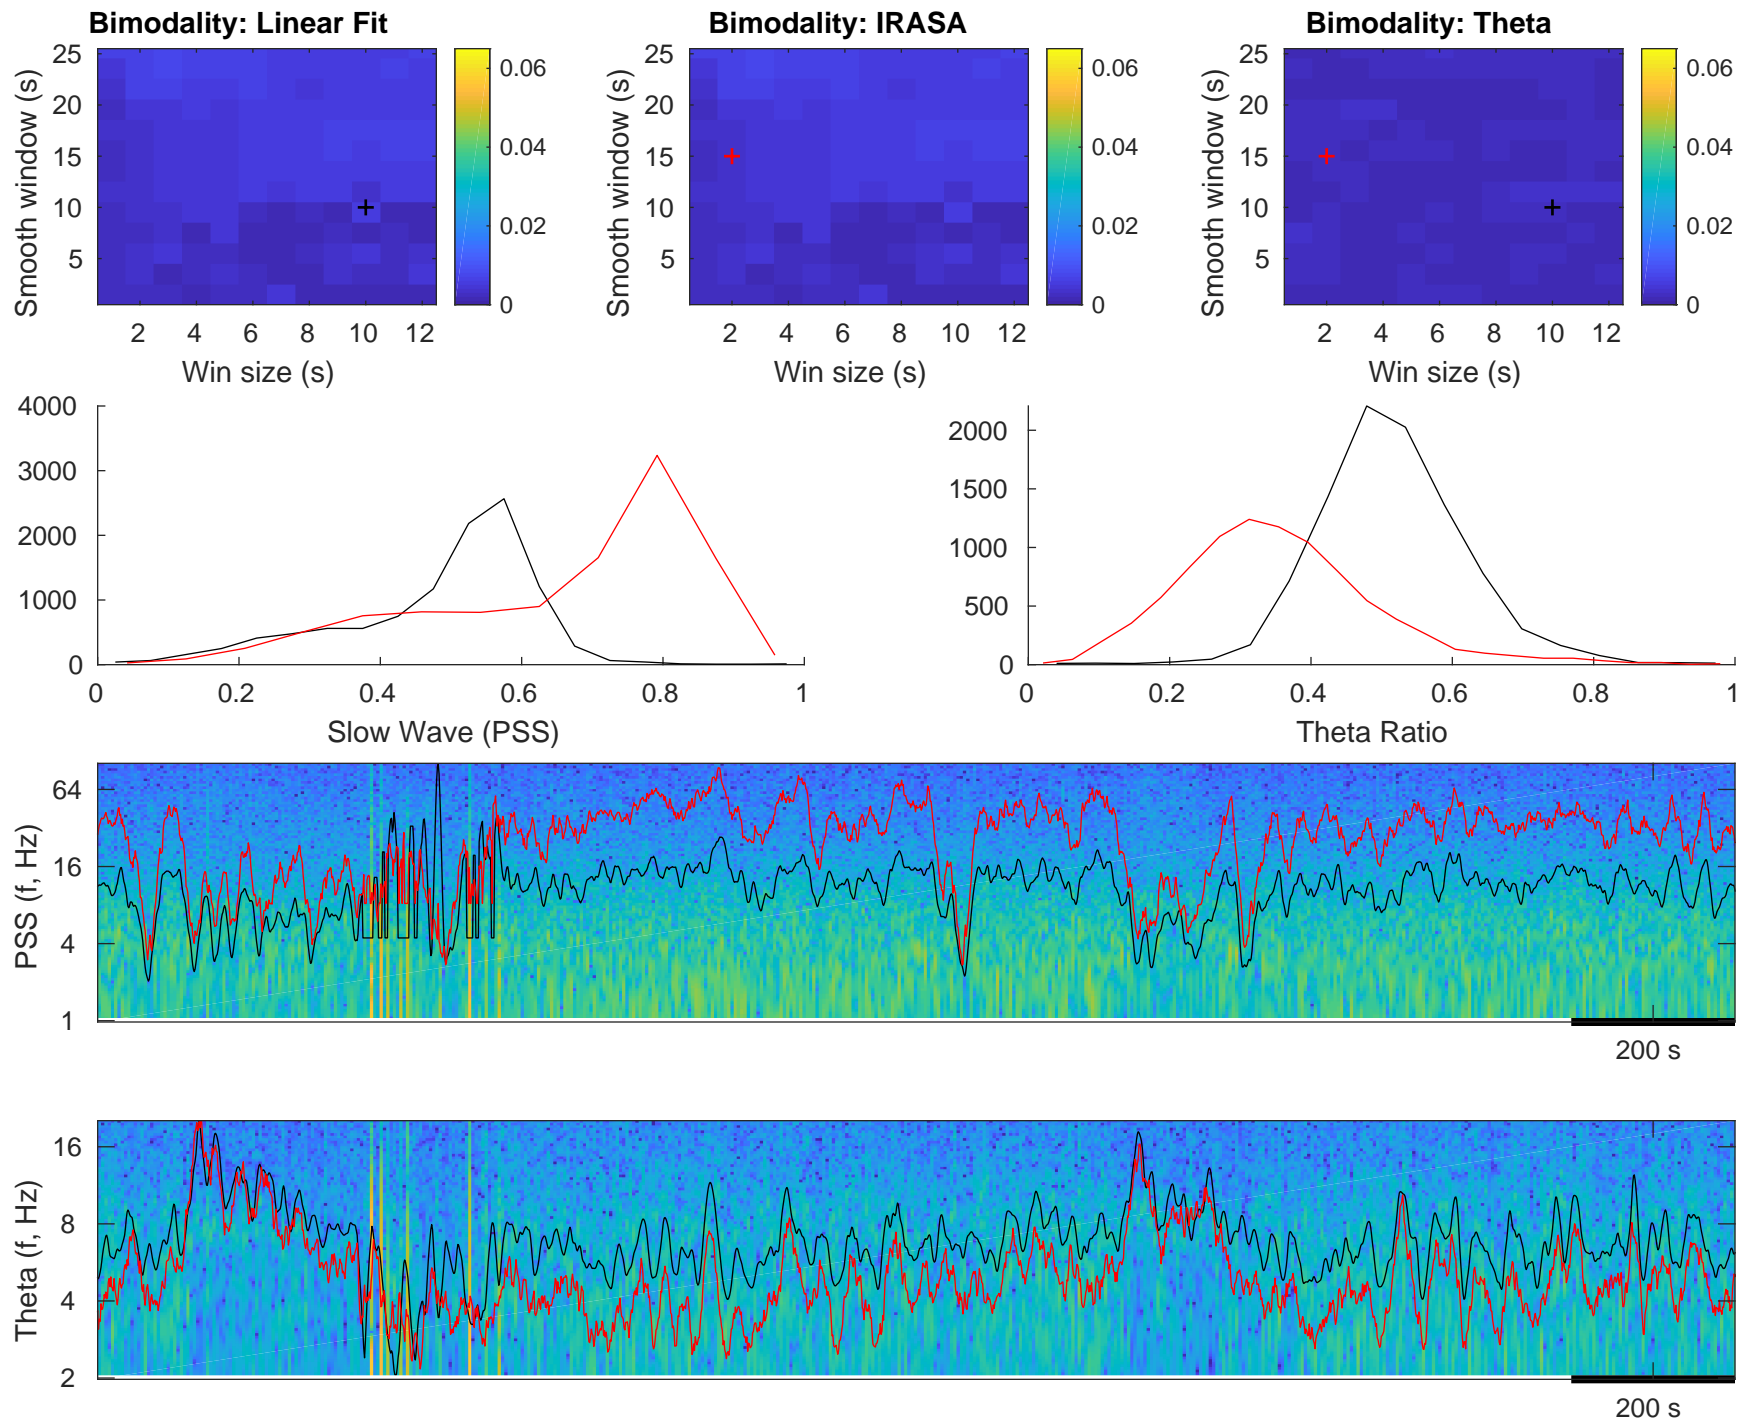 Bimodality: Linear Fit
Bimodality: IRASA
Bimodality: Theta
Smooth window (s)
25
20
15
10
5
2 4 6 8 10 12
Win size (s)
0.06
0.04
0.02
0
Smooth window (s)
25
20
15
10
5
2 4 6 8 10 12
Win size (s)
0.06
0.04
0.02
0
Smooth window (s)
25
20
15
10
5
2 4 6 8 10 12
Win size (s)
0.06
0.04
0.02
0
4000
3000
2000
1000
0
0 0.2 0.4 0.6 0.8 1
Slow Wave (PSS)
2000
1500
1000
500
0
0 0.2 0.4 0.6 0.8 1
Theta Ratio
PSS (f, Hz)
64
16
4
1
200 s
Theta (f, Hz)
16
8
4
2
200 s